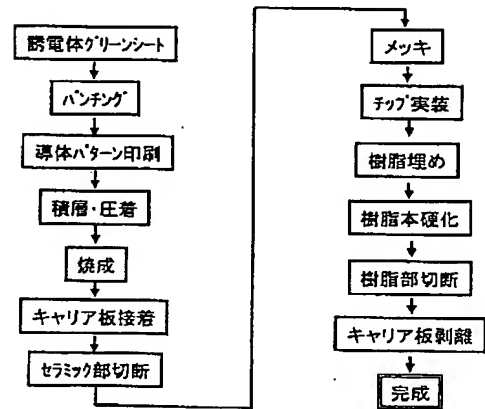 誘電体グリーンシート
パンチング
導体パターン印刷
積層・圧着
焼成
キャリア板接着
セラミック部切断
メッキ
チップ実装
樹脂埋め
樹脂本硬化
樹脂部切断
キャリア板剥離
完成